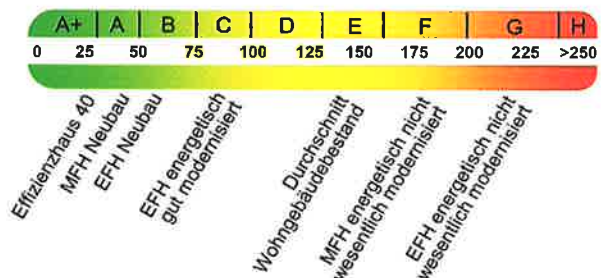 A+ A B C D E F G H
0 25 50 75 100 125 150 175 200 225 >250
Effizienzhaus 40
MFH Neubau
EFH Neubau
EFH energetisch
gut modernisiert
Durchschnitt
Wohngebäudebestand
MFH energetisch nicht
wesentlich modernisiert
EFH energetisch nicht
wesentlich modernisiert